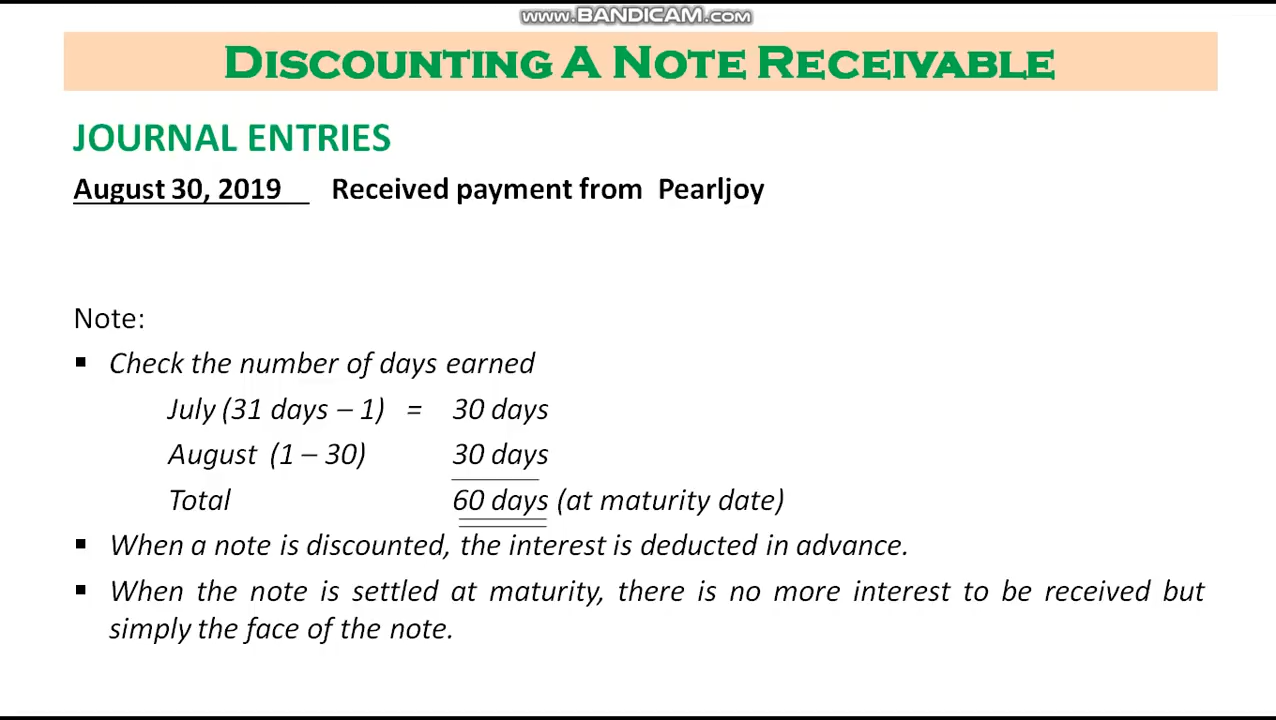 www.BANDICAM.com
DISCOUNTING A NOTE RECEIVABLE
JOURNAL ENTRIES
August 30, 2019 Received payment from Pearljoy
Note:
▪ Check the number of days earned
July (31 days – 1) = 30 days
August (1 – 30) 30 days
Total 60 days (at maturity date)
▪ When a note is discounted, the interest is deducted in advance.
▪ When the note is settled at maturity, there is no more interest to be received but
simply the face of the note.